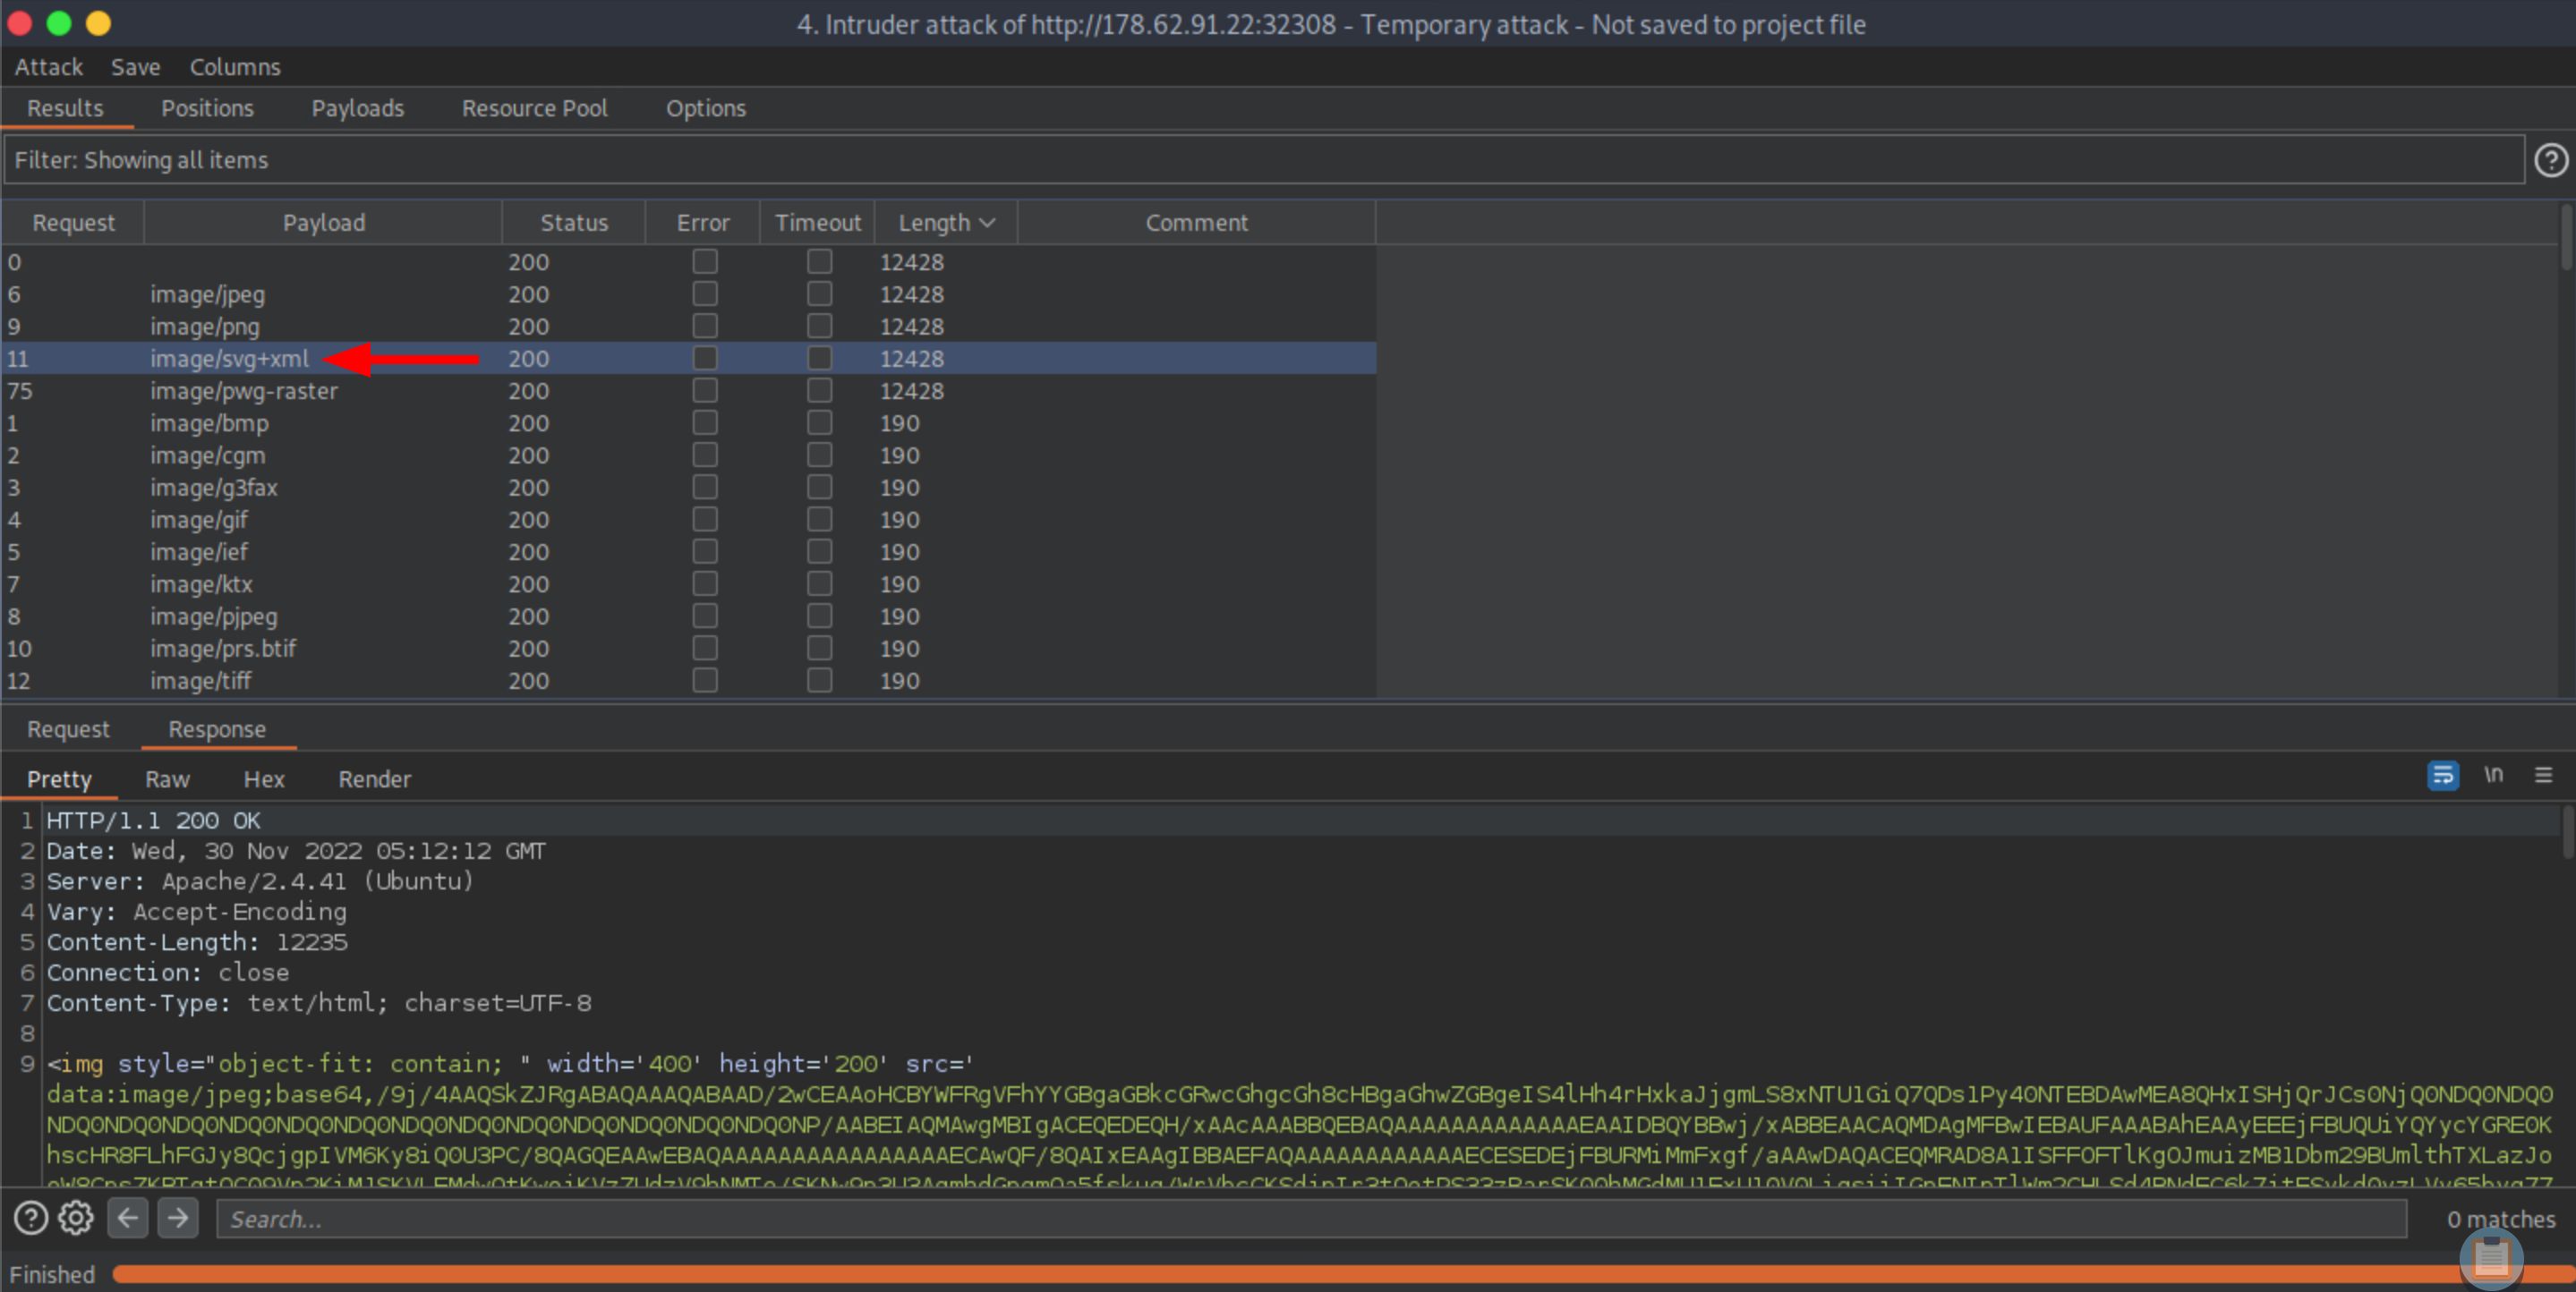 4. Intruder attack of http://178.62.91.22:32308 - Temporary attack - Not saved to project file
Attack Save Columns
Results Positions Payloads Resource Pool Options
Filter: Showing all items
Request Payload Status Error Timeout Length Comment
0 200 12428
6 image/jpeg 200 12428
9 image/png 200 12428
11 image/svg+xml 200 12428
75 image/pwg-raster 200 12428
1 image/bmp 200 190
2 image/cgm 200 190
3 image/g3fax 200 190
4 image/gif 200 190
5 image/ief 200 190
7 image/ktx 200 190
8 image/pjpeg 200 190
10 image/prs.btif 200 190
12 image/tiff 200 190
Request Response
Pretty Raw Hex Render \n
1 HTTP/1.1 200 OK
2 Date: Wed, 30 Nov 2022 05:12:12 GMT
3 Server: Apache/2.4.41 (Ubuntu)
4 Vary: Accept-Encoding
5 Content-Length: 12235
6 Connection: close
7 Content-Type: text/html; charset=UTF-8
8
9 <img style="object-fit: contain; " width='400' height='200' src='
data:image/jpeg;base64,/9j/4AAQSkZJRgABAQAAAQABAAD/2wCEAAoHCBYWFRgVFhYYGBgaGBkcGRwcGhgcGh8cHBgaGhwZGBgeIS4lHh4rHxkaJjgmLS8xNTU1GiQ7QDs1Py40NTEBDAwMEA8QHxISHjQrJCs0NjQ0NDQ0NDQ0
Search... 0 matches
Finished